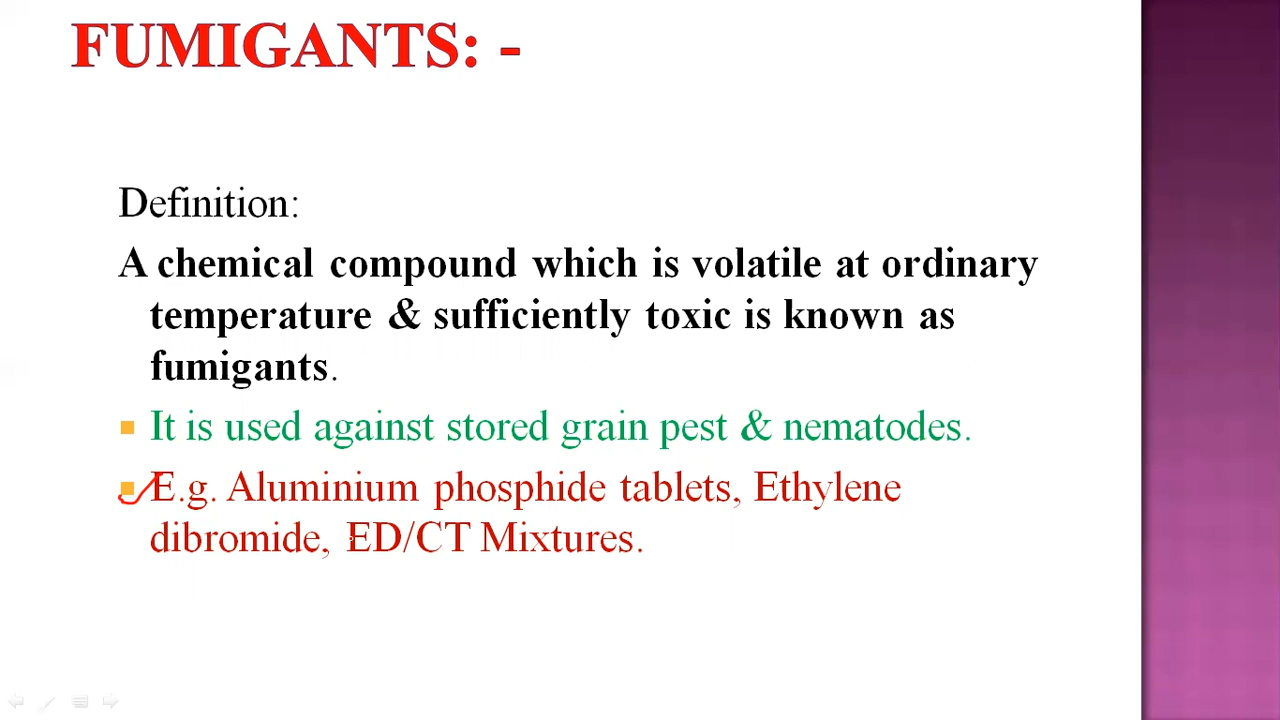 FUMIGANTS: -
Definition:
A chemical compound which is volatile at ordinary
temperature & sufficiently toxic is known as
fumigants.
It is used against stored grain pest & nematodes.
E.g. Aluminium phosphide tablets, Ethylene
dibromide, ED/CT Mixtures.